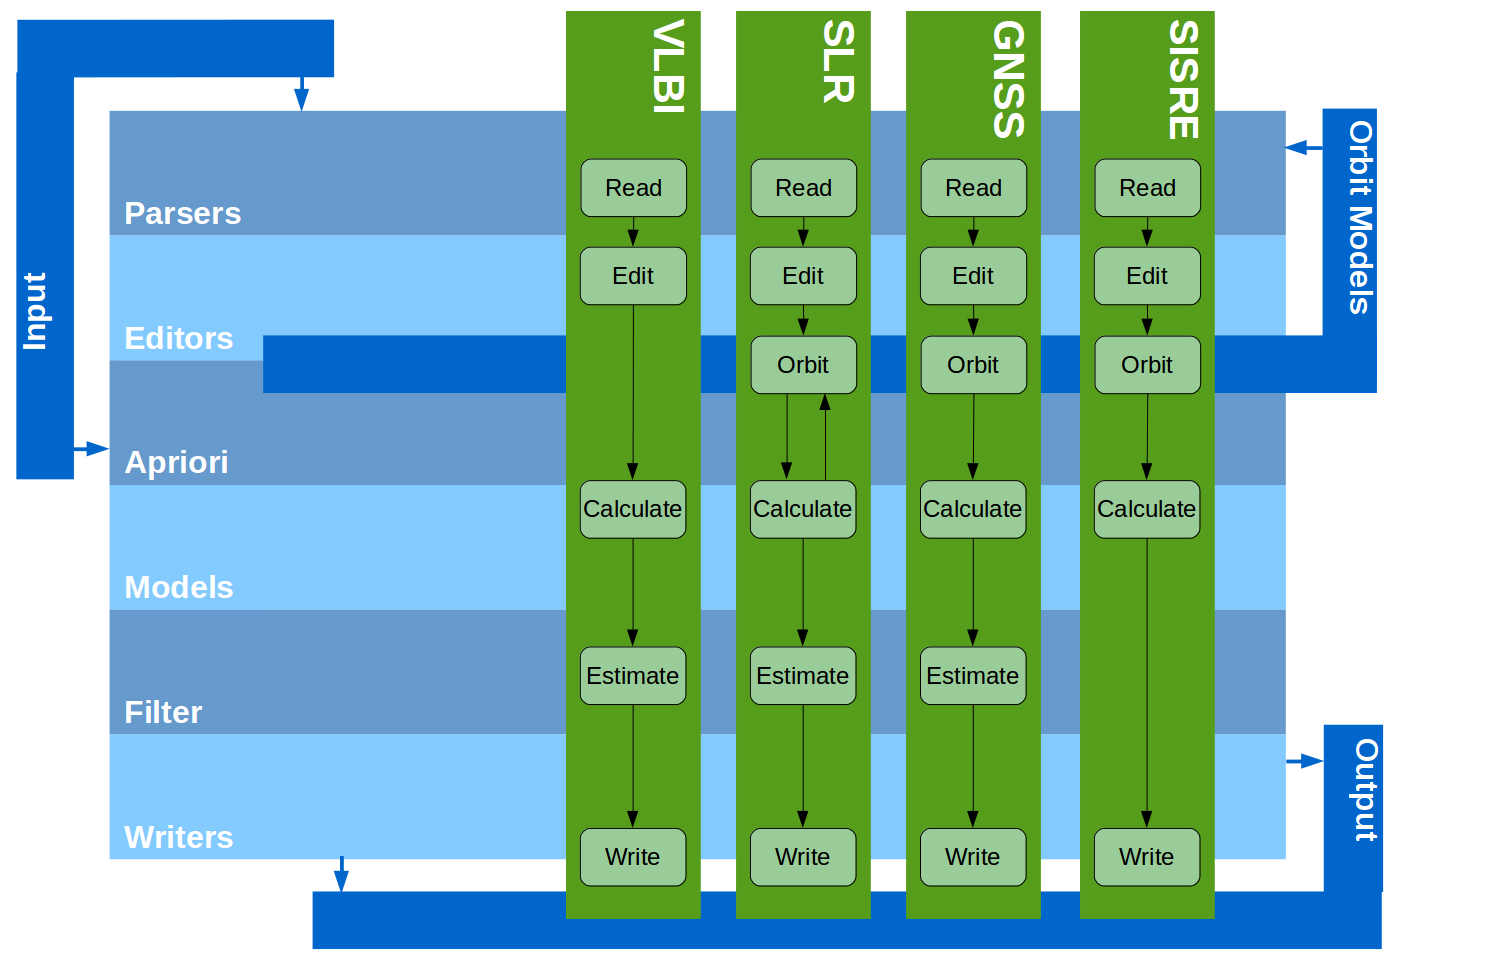 VLBI
SLR
GNSS
SISRE
Input
Orbit Models
Parsers
Read
Read
Read
Read
Editors
Edit
Edit
Edit
Edit
Orbit
Orbit
Orbit
Apriori
Calculate
Calculate
Calculate
Calculate
Models
Estimate
Estimate
Estimate
Filter
Output
Writers
Write
Write
Write
Write